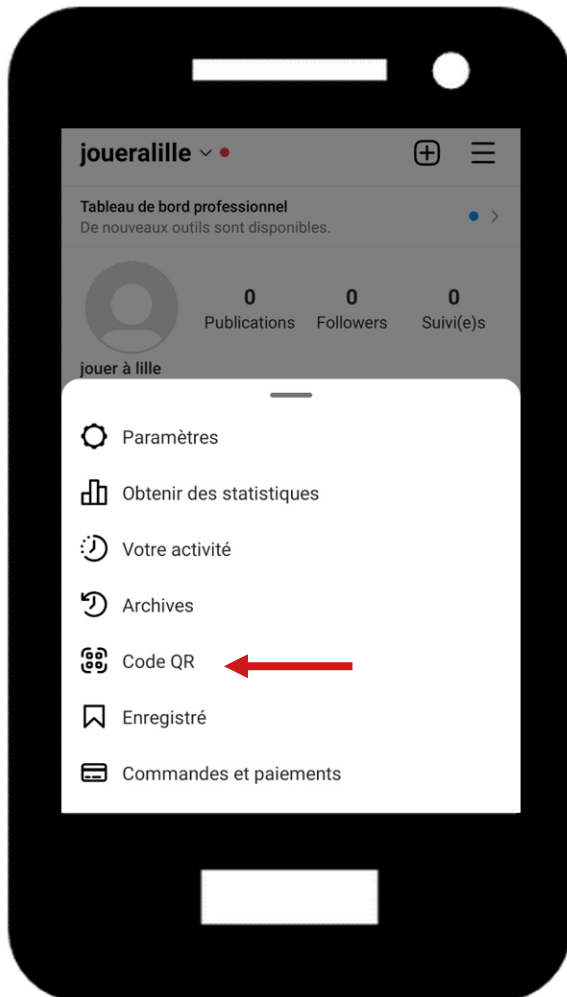 joueralille
Tableau de bord professionnel
De nouveaux outils sont disponibles.
0 0 0
Publications Followers Suivi(e)s
jouer à lille
Paramètres
Obtenir des statistiques
Votre activité
Archives
Code QR
Enregistré
Commandes et paiements